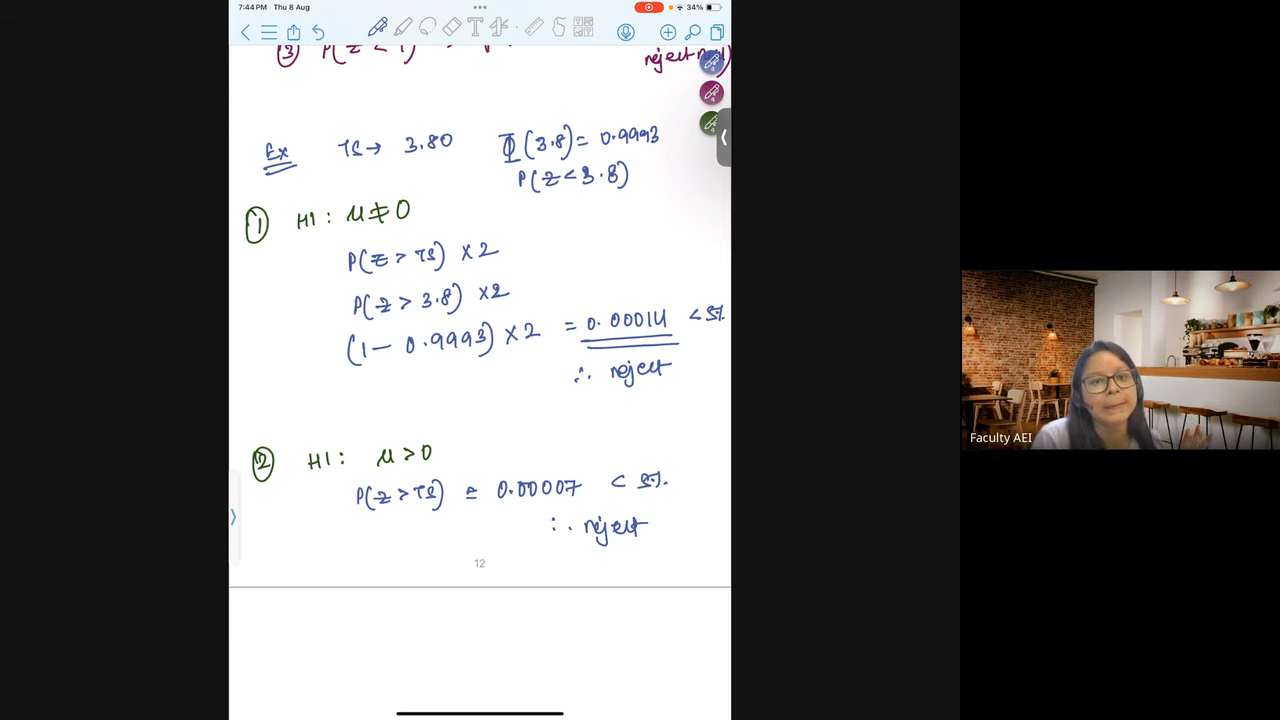 7:44 PM Thu 8 Aug
34%
③ P(Z < 1)
reject
Ex TS → 3.80 Φ(3.8) = 0.9993
P(Z < 3.8)
① H1 : μ ≠ 0
P(Z > TS) × 2
P(Z > 3.8) × 2
(1 - 0.9993) × 2 = 0.00014 < 5%
∴ reject
② H1 : μ > 0
P(Z > TS) = 0.00007 < 5%.
∴ reject
12
Faculty AEI